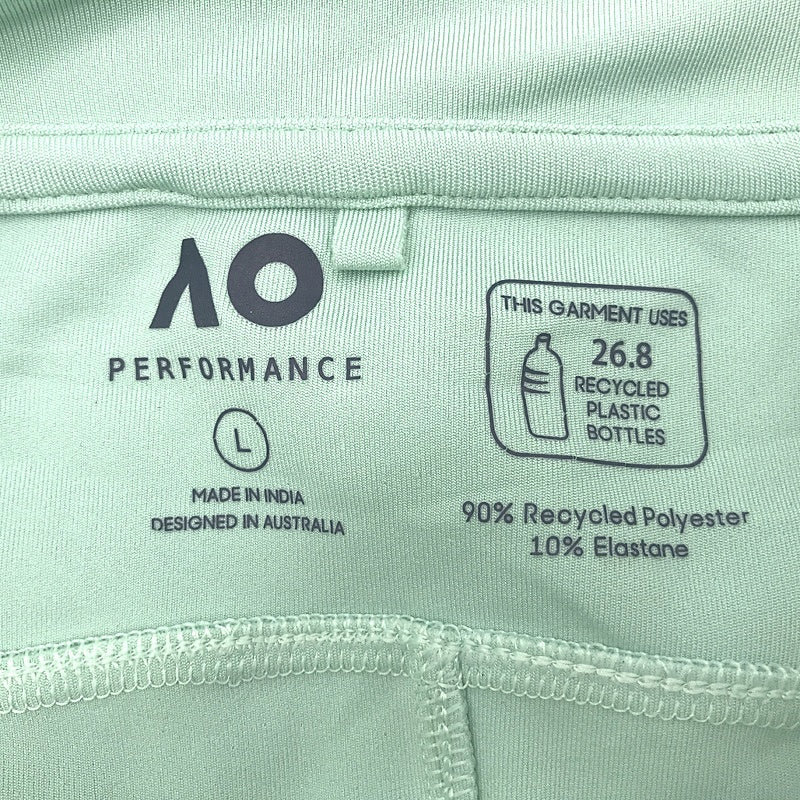 AO
PERFORMANCE
L
MADE IN INDIA
DESIGNED IN AUSTRALIA
THIS GARMENT USES
26.8
RECYCLED
PLASTIC
BOTTLES
90% Recycled Polyester
10% Elastane